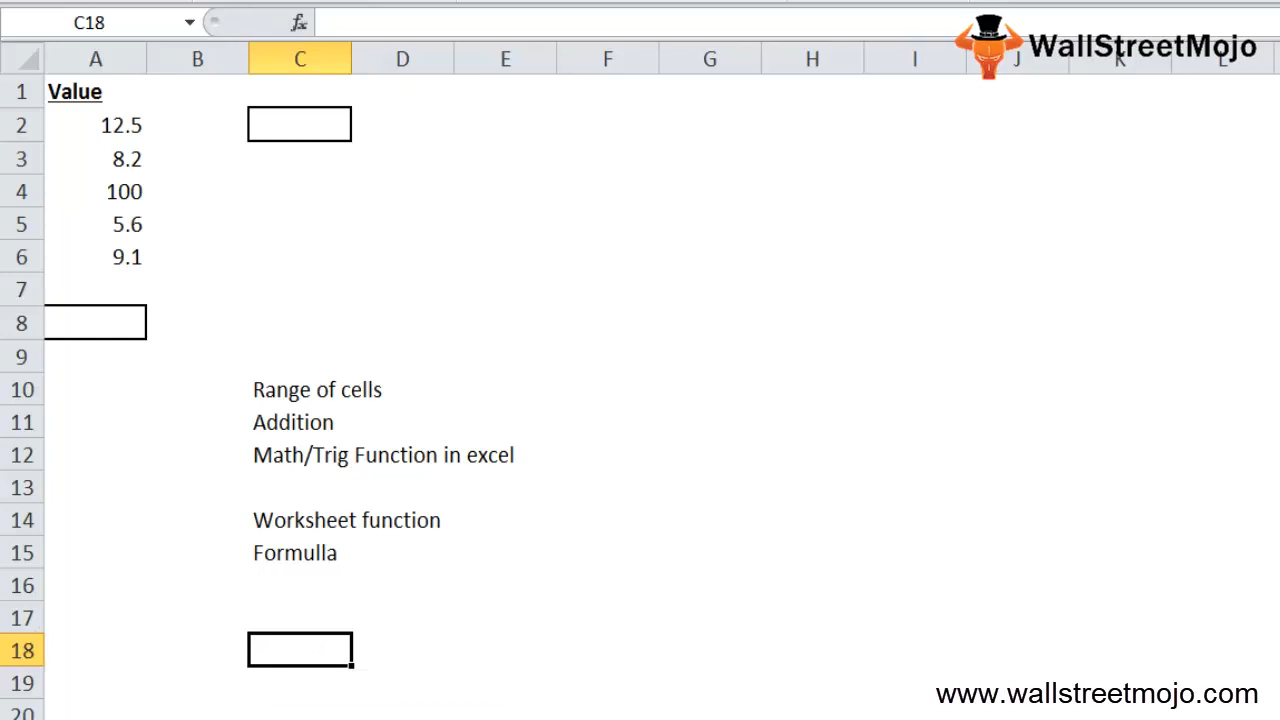 C18
fx
WallStreetMojo
A B C D E F G H I J K L
1 Value
2 12.5
3 8.2
4 100
5 5.6
6 9.1
7
8
9
10 Range of cells
11 Addition
12 Math/Trig Function in excel
13
14 Worksheet function
15 Formulla
16
17
18
19
20
www.wallstreetmojo.com